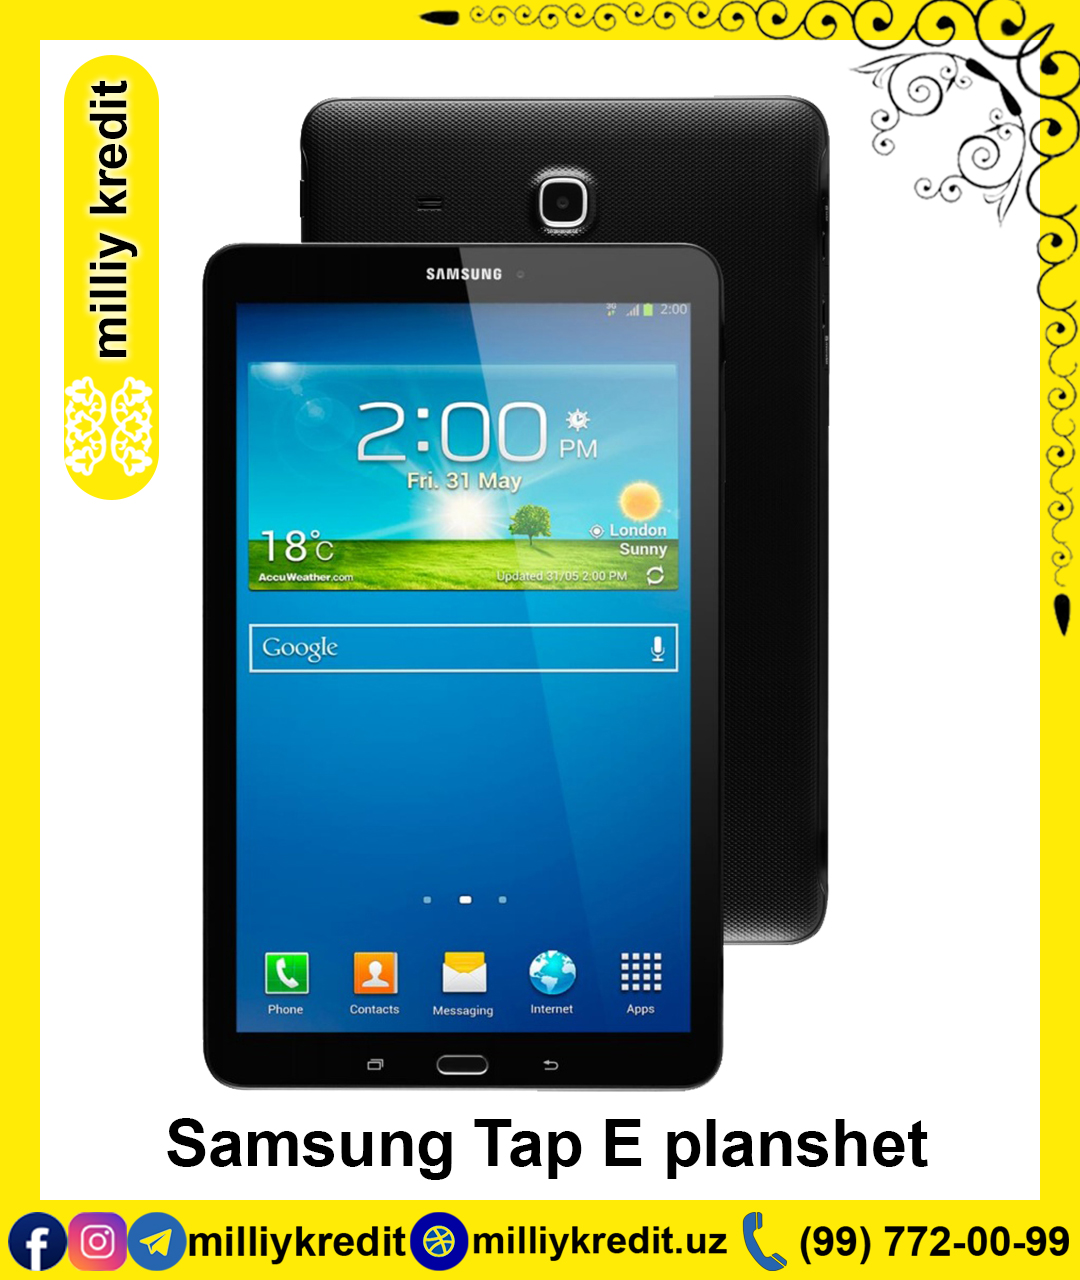 milliy kredit
SAMSUNG
3G
2:00
2:00
PM
Fri. 31 May
18°C
London
Sunny
AccuWeather.com
Updated 31/05 2:00 PM
Google
Phone
Contacts
Messaging
Internet
Apps
Samsung Tap E planshet
milliykredit
milliykredit.uz
(99) 772-00-99